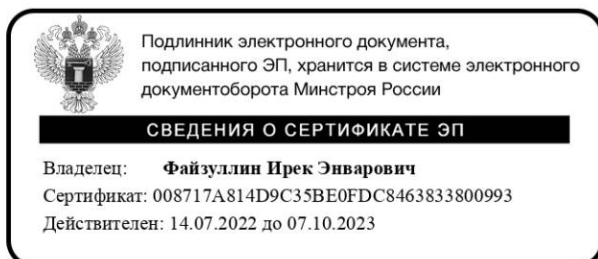 Подлинник электронного документа,
подписанного ЭП, хранится в системе электронного
документоборота Минстроя России
СВЕДЕНИЯ О СЕРТИФИКАТЕ ЭП
Владелец: Файзуллин Ирек Энварович
Сертификат: 008717A814D9C35BE0FDC8463833800993
Действителен: 14.07.2022 до 07.10.2023